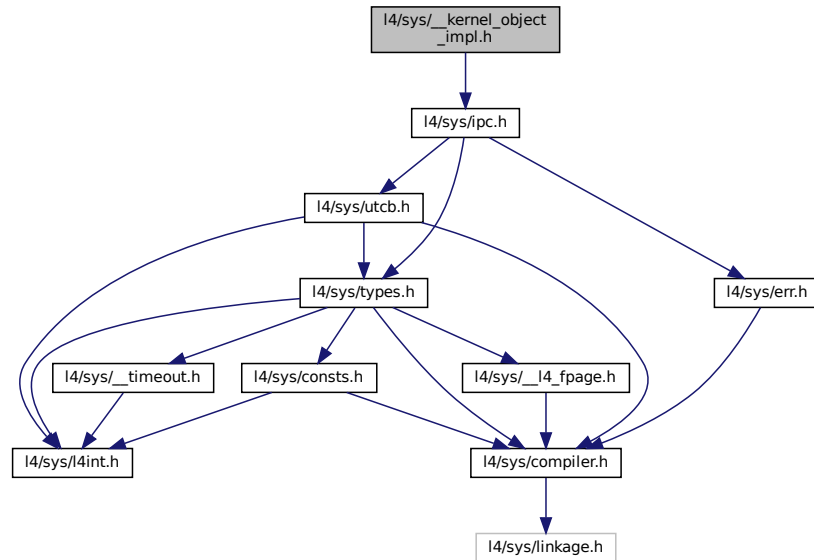 l4/sys/__kernel_object
_impl.h
l4/sys/ipc.h
l4/sys/utcb.h
l4/sys/types.h
l4/sys/err.h
l4/sys/__timeout.h
l4/sys/consts.h
l4/sys/__l4_fpage.h
l4/sys/l4int.h
l4/sys/compiler.h
l4/sys/linkage.h